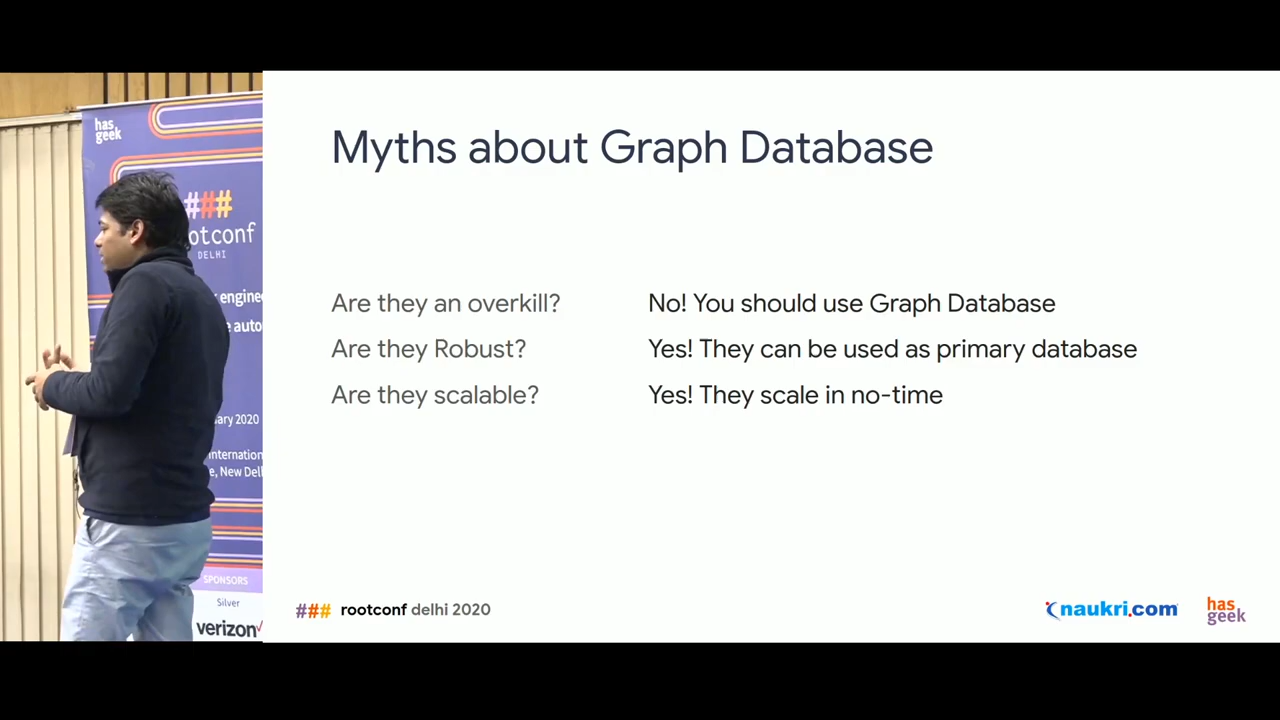 has
geek
###
otconf
DELHI
engine
auto
ary 2020
nternation
e, New Del
SPONSORS
Silver
verizon
Myths about Graph Database
Are they an overkill? No! You should use Graph Database
Are they Robust? Yes! They can be used as primary database
Are they scalable? Yes! They scale in no-time
### rootconf delhi 2020
naukri.com
has
geek